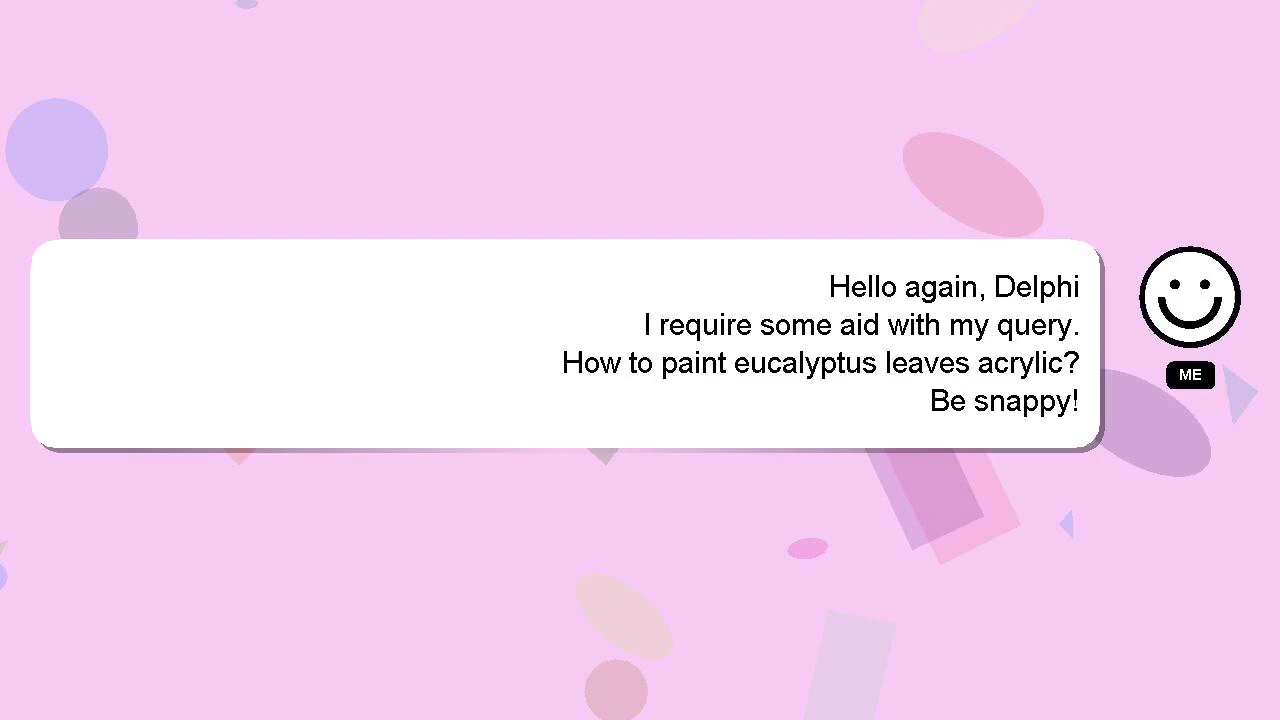 Hello again, Delphi
I require some aid with my query.
How to paint eucalyptus leaves acrylic?
Be snappy!
ME